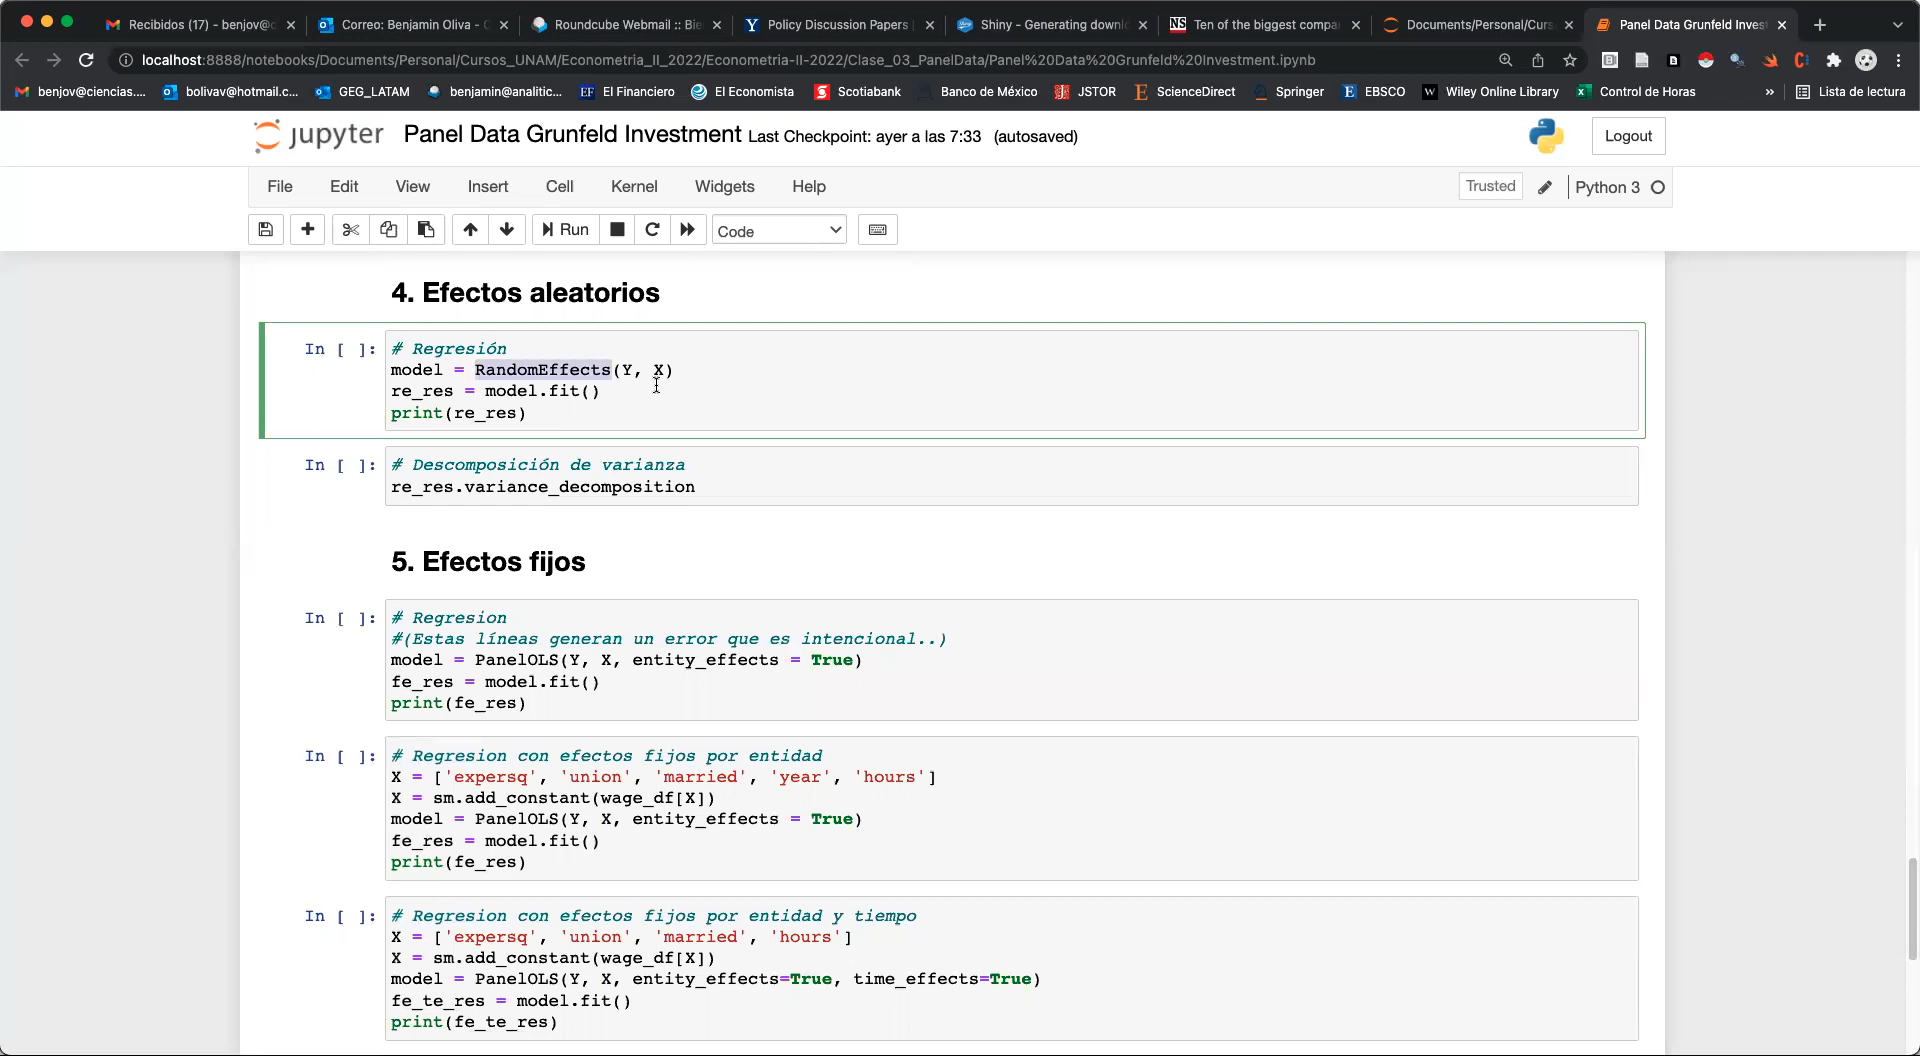 Recibidos (17) - benjov@c
Correo: Benjamin Oliva - C
Roundcube Webmail :: Bie
Policy Discussion Papers
Shiny - Generating downl
Ten of the biggest compa
Documents/Personal/Curs
Panel Data Grunfeld Inves
localhost:8888/notebooks/Documents/Personal/Cursos_UNAM/Econometria_II_2022/Econometria-II-2022/Clase_03_PanelData/Panel%20Data%20Grunfeld%20Investment.ipynb
benjov@ciencias....
bolivav@hotmail.c...
GEG_LATAM
benjamin@analitic...
EF El Financiero
El Economista
Scotiabank
Banco de México
JSTOR
E ScienceDirect
Springer
E EBSCO
W Wiley Online Library
Control de Horas
»
Lista de lectura
jupyter Panel Data Grunfeld Investment Last Checkpoint: ayer a las 7:33 (autosaved)
Logout
File Edit View Insert Cell Kernel Widgets Help
Trusted
Python 3
Run
Code
4. Efectos aleatorios
In [ ]: # Regresión
model = RandomEffects(Y, X)
re_res = model.fit()
print(re_res)
In [ ]: # Descomposición de varianza
re_res.variance_decomposition
5. Efectos fijos
In [ ]: # Regresion
#(Estas líneas generan un error que es intencional..)
model = PanelOLS(Y, X, entity_effects = True)
fe_res = model.fit()
print(fe_res)
In [ ]: # Regresion con efectos fijos por entidad
X = ['expersq', 'union', 'married', 'year', 'hours']
X = sm.add_constant(wage_df[X])
model = PanelOLS(Y, X, entity_effects = True)
fe_res = model.fit()
print(fe_res)
In [ ]: # Regresion con efectos fijos por entidad y tiempo
X = ['expersq', 'union', 'married', 'hours']
X = sm.add_constant(wage_df[X])
model = PanelOLS(Y, X, entity_effects=True, time_effects=True)
fe_te_res = model.fit()
print(fe_te_res)